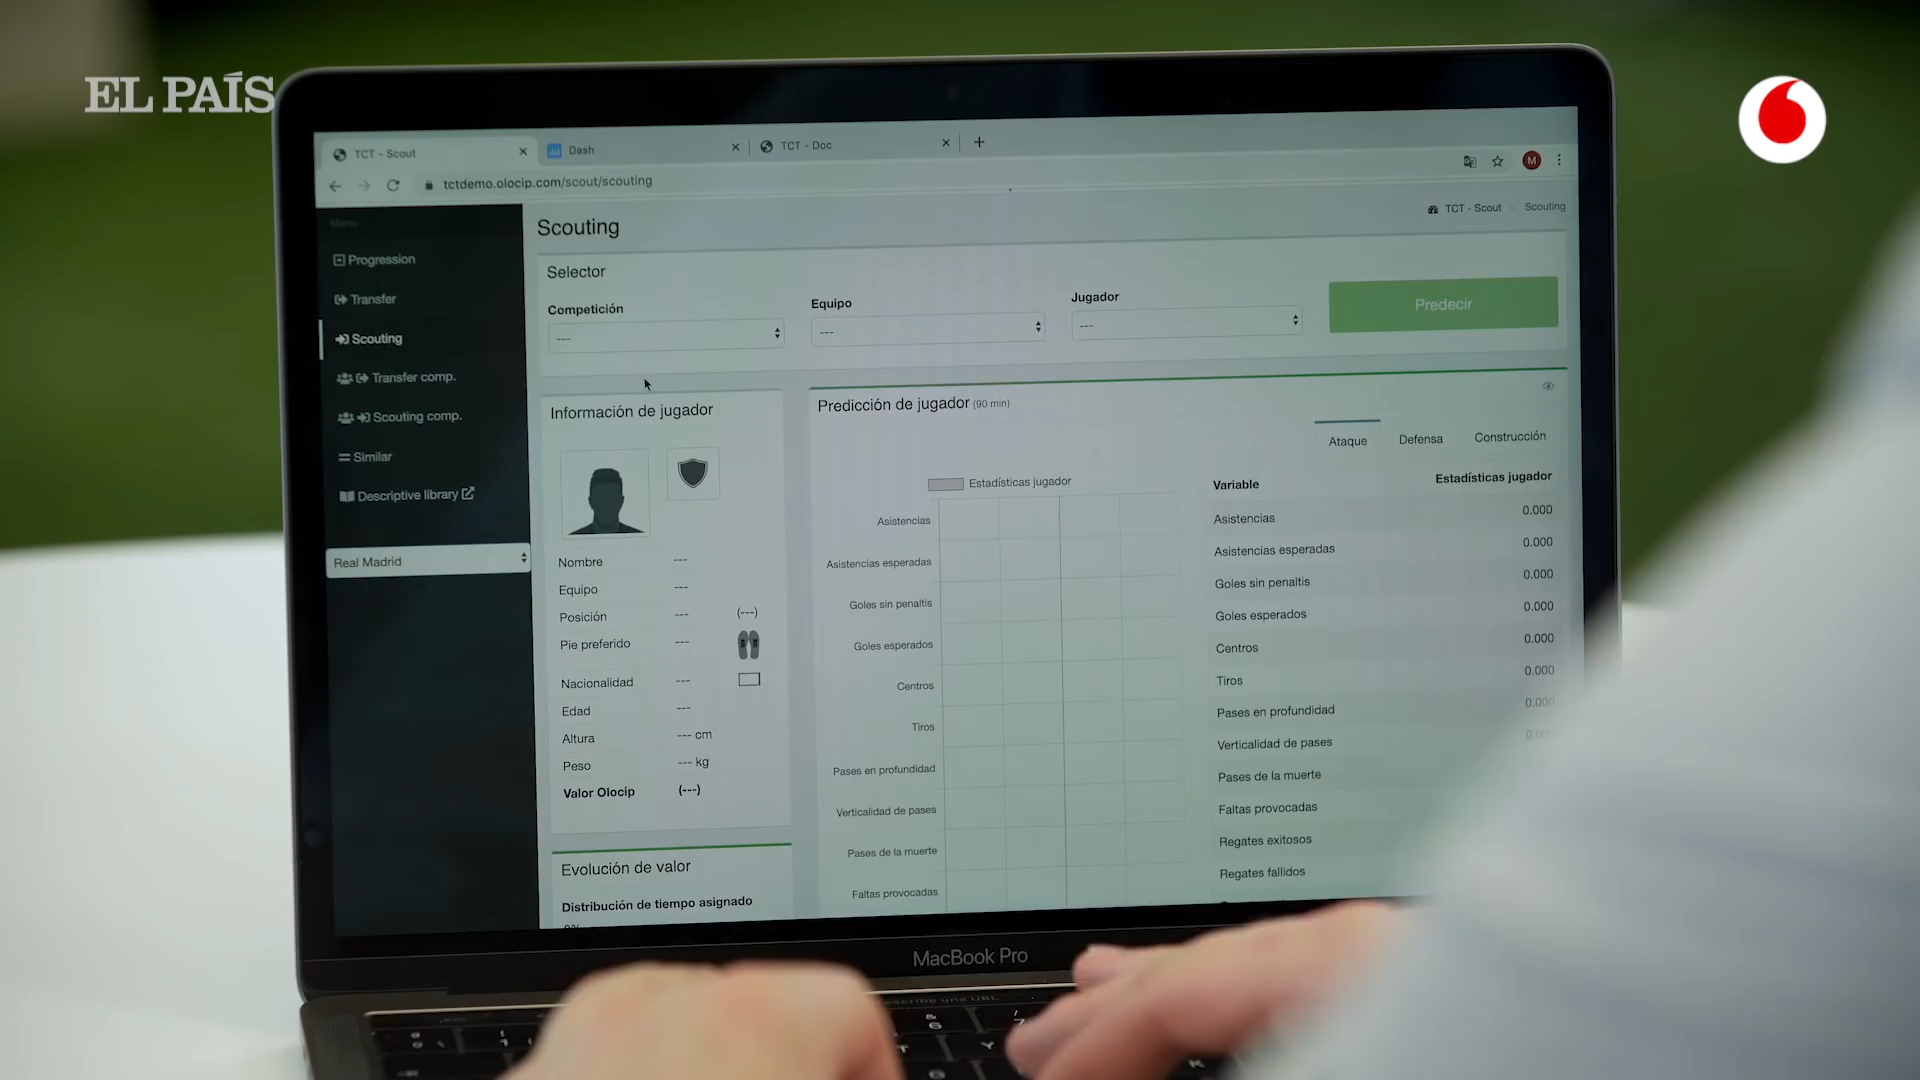 EL PAÍS
TCT - Scout
Dash
TCT - Doc
tctdemo.olocip.com/scout/scouting
M
Menu
Progression
Transfer
Scouting
Transfer comp.
Scouting comp.
Similar
Descriptive library
Real Madrid
Scouting
TCT - Scout
Scouting
Selector
Competición
---
Equipo
---
Jugador
---
Predecir
Información de jugador
Nombre ---
Equipo ---
Posición --- (---)
Pie preferido ---
Nacionalidad ---
Edad ---
Altura --- cm
Peso --- kg
Valor Olocip (---)
Evolución de valor
Distribución de tiempo asignado
Predicción de jugador (90 min)
Ataque
Defensa
Construcción
Estadísticas jugador
Asistencias
Asistencias esperadas
Goles sin penaltis
Goles esperados
Centros
Tiros
Pases en profundidad
Verticalidad de pases
Pases de la muerte
Faltas provocadas
Variable Estadísticas jugador
Asistencias 0.000
Asistencias esperadas 0.000
Goles sin penaltis 0.000
Goles esperados 0.000
Centros 0.000
Tiros 0.000
Pases en profundidad 0.000
Verticalidad de pases
Pases de la muerte
Faltas provocadas
Regates exitosos
Regates fallidos
MacBook Pro
&
6
/
7
T
Y